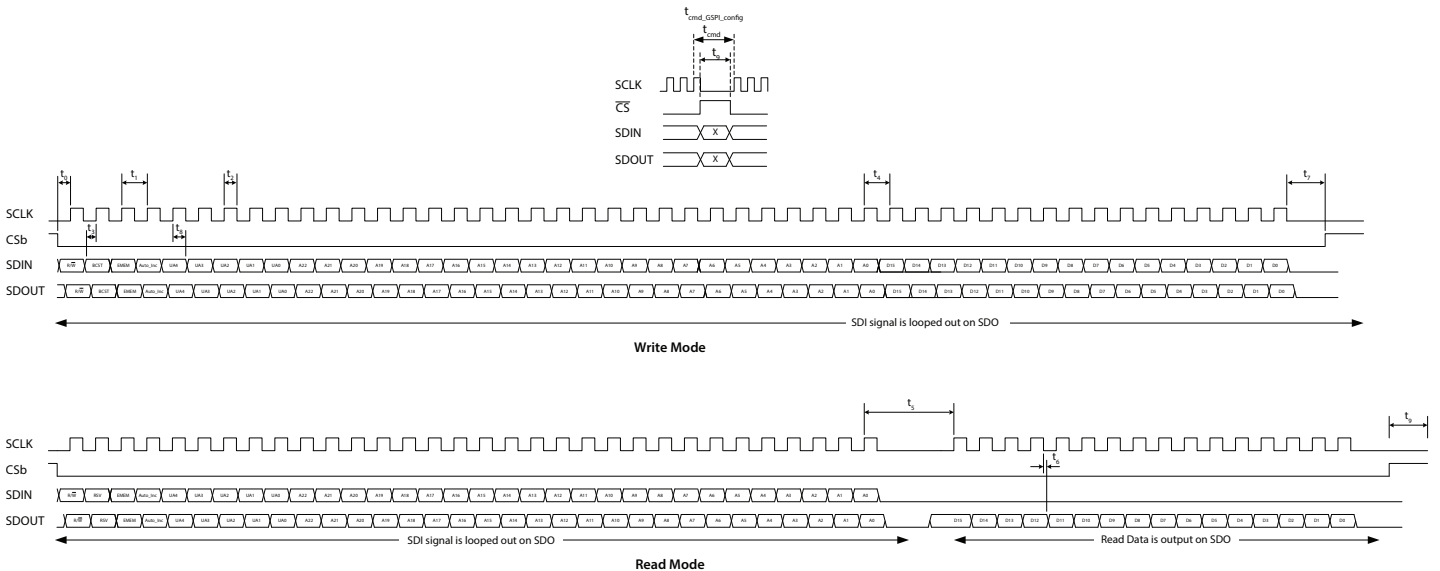 tcmd_GSPI_config
tcmd
t9
SCLK
CS
SDIN X
SDOUT X
t0 t1 t2 t4 t7
SCLK
t3 t8
CSb
SDIN R/W BCST EMEM Auto_Inc UA4 UA3 UA2 UA1 UA0 A22 A21 A20 A19 A18 A17 A16 A15 A14 A13 A12 A11 A10 A9 A8 A7 A6 A5 A4 A3 A2 A1 A0 D15 D14 D13 D12 D11 D10 D9 D8 D7 D6 D5 D4 D3 D2 D1 D0
SDOUT R/W BCST EMEM Auto_Inc UA4 UA3 UA2 UA1 UA0 A22 A21 A20 A19 A18 A17 A16 A15 A14 A13 A12 A11 A10 A9 A8 A7 A6 A5 A4 A3 A2 A1 A0 D15 D14 D13 D12 D11 D10 D9 D8 D7 D6 D5 D4 D3 D2 D1 D0
SDI signal is looped out on SDO
Write Mode
t5 t9
SCLK
CSb t6
SDIN R/W RSV EMEM Auto_Inc UA4 UA3 UA2 UA1 UA0 A22 A21 A20 A19 A18 A17 A16 A15 A14 A13 A12 A11 A10 A9 A8 A7 A6 A5 A4 A3 A2 A1 A0
SDOUT R/W RSV EMEM Auto_Inc UA4 UA3 UA2 UA1 UA0 A22 A21 A20 A19 A18 A17 A16 A15 A14 A13 A12 A11 A10 A9 A8 A7 A6 A5 A4 A3 A2 A1 A0 D15 D14 D13 D12 D11 D10 D9 D8 D7 D6 D5 D4 D3 D2 D1 D0
SDI signal is looped out on SDO Read Data is output on SDO
Read Mode